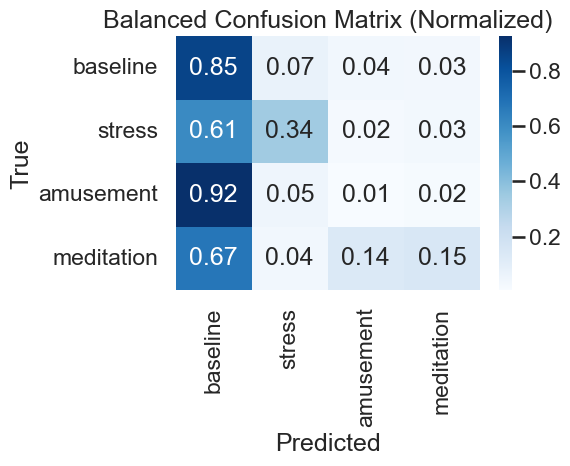 Balanced Confusion Matrix (Normalized)
True
baseline 0.85 0.07 0.04 0.03
stress 0.61 0.34 0.02 0.03
amusement 0.92 0.05 0.01 0.02
meditation 0.67 0.04 0.14 0.15
baseline stress amusement meditation
Predicted
0.8
0.6
0.4
0.2